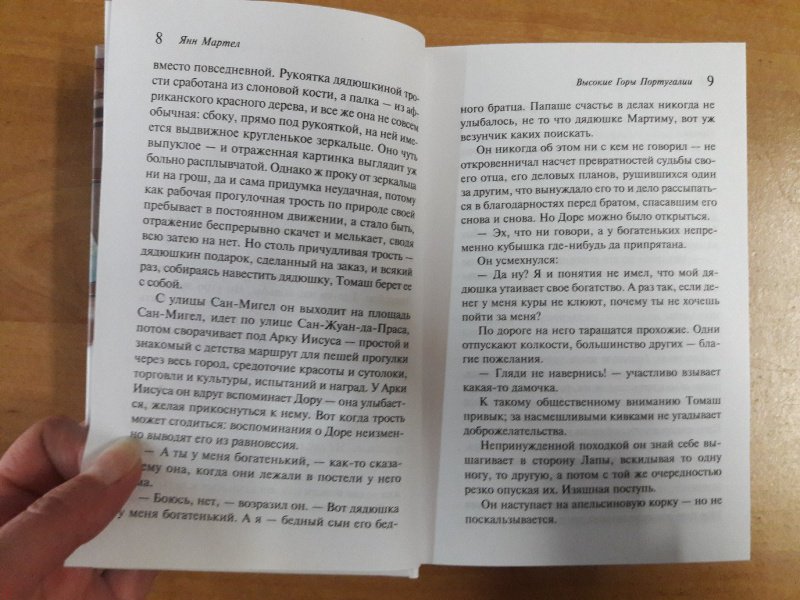 8 Янн Мартел
вместо повседневной. Рукоятка дядюшкиной тро-
сти сработана из слоновой кости, а палка — из аф-
риканского красного дерева, и все же она не совсем
обычная: сбоку, прямо под рукояткой, на ней име-
ется выдвижное кругленькое зеркальце. Оно чуть
выпуклое — и отраженная картинка выглядит уж
больно расплывчатой. Однако ж проку от зеркальца
ни на грош, да и сама придумка неудачная, потому
как рабочая прогулочная трость по природе своей
пребывает в постоянном движении, а стало быть,
отражение беспрерывно скачет и мелькает, сводя
всю затею на нет. Но столь причудливая трость —
дядюшкин подарок, сделанный на заказ, и всякий
раз, собираясь навестить дядюшку, Томаш берет ее
с собой.
С улицы Сан-Мигел он выходит на площадь
Сан-Мигел, идет по улице Сан-Жуан-да-Праса,
потом сворачивает под Арку Иисуса — простой и
знакомый с детства маршрут для пешей прогулки
через весь город, средоточие красоты и сутолоки,
торговли и культуры, испытаний и наград. У Арки
Иисуса он вдруг вспоминает Дору — она улыбает-
ся, желая прикоснуться к нему. Вот когда трость
может сгодиться: воспоминания о Доре неизмен-
но выводят его из равновесия.
— А ты у меня богатенький, — как-то сказа-
ему она, когда они лежали в постели у него
ма.
— Боюсь, нет, — возразил он. — Вот дядюшка
у меня богатенький. А я — бедный сын его бед-
Высокие Горы Португалии 9
ного братца. Папаше счастье в делах никогда не
улыбалось, не то что дядюшке Мартиму, вот уж
везунчик каких поискать.
Он никогда об этом ни с кем не говорил — не
откровенничал насчет превратностей судьбы сво-
его отца, его деловых планов, рушившихся один
за другим, что вынуждало его то и дело рассыпать-
ся в благодарностях перед братом, спасавшим его
снова и снова. Но Доре можно было открыться.
— Эх, что ни говори, а у богатеньких непре-
менно кубышка где-нибудь да припрятана.
Он усмехнулся:
— Да ну? Я и понятия не имел, что мой дя-
дюшка утаивает свое богатство. А раз так, если де-
нег у меня куры не клюют, почему ты не хочешь
пойти за меня?
По дороге на него таращатся прохожие. Одни
отпускают колкости, большинство других — бла-
гие пожелания.
— Гляди не навернись! — участливо взывает
какая-то дамочка.
К такому общественному вниманию Томаш
привык; за насмешливыми кивками не угадывает
доброжелательства.
Непринужденной походкой он знай себе вы-
шагивает в сторону Лапы, вскидывая то одну
ногу, то другую, а потом с той же очередностью
резко опуская их. Изящная поступь.
Он наступает на апельсиновую корку — но не
поскальзывается.